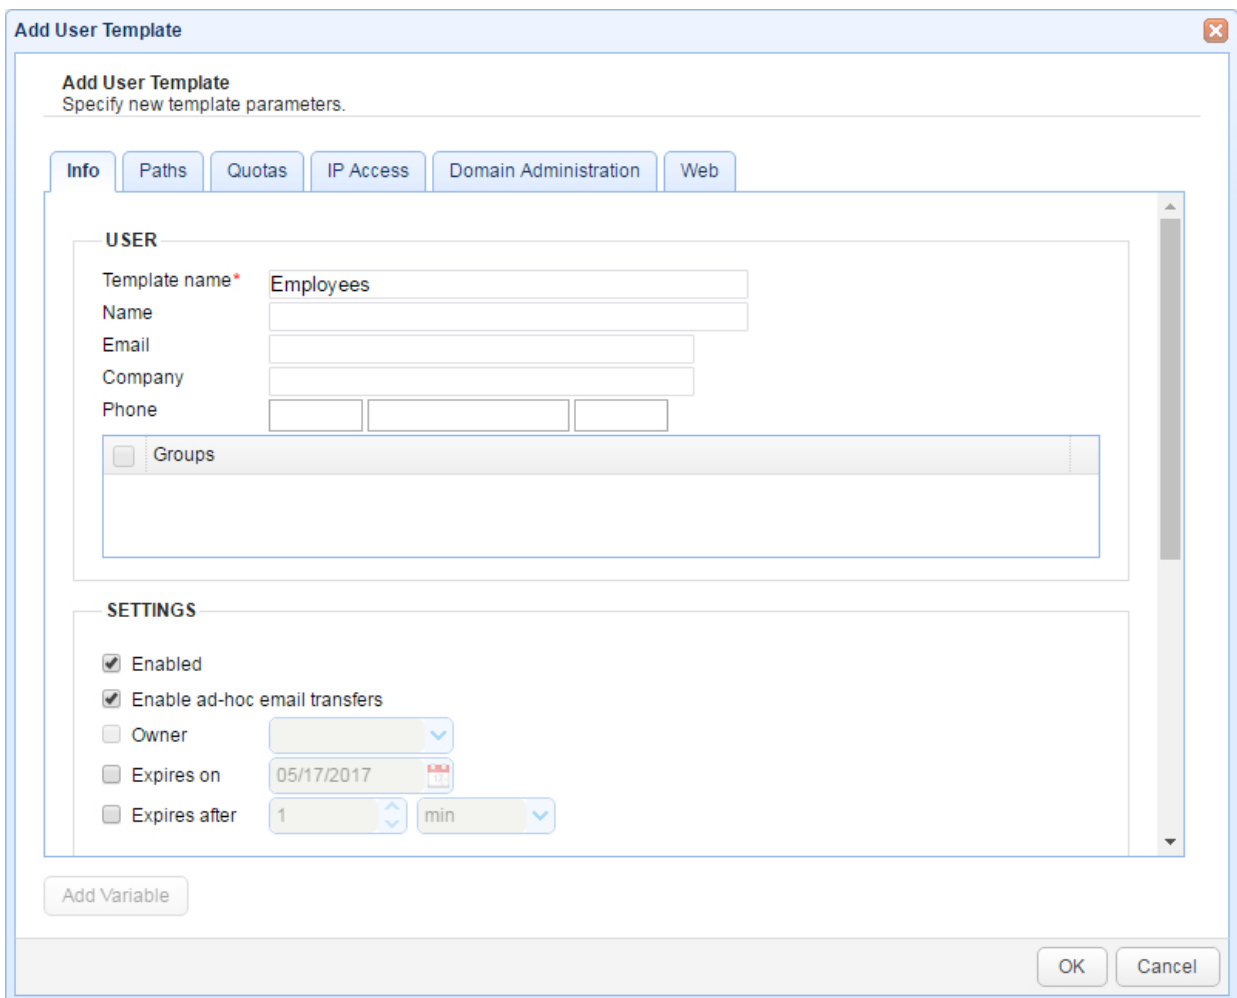 Add User Template
Add User Template
Specify new template parameters.
Info Paths Quotas IP Access Domain Administration Web
USER
Template name* Employees
Name
Email
Company
Phone
Groups
SETTINGS
Enabled
Enable ad-hoc email transfers
Owner
Expires on 05/17/2017
Expires after 1 min
Add Variable
OK Cancel